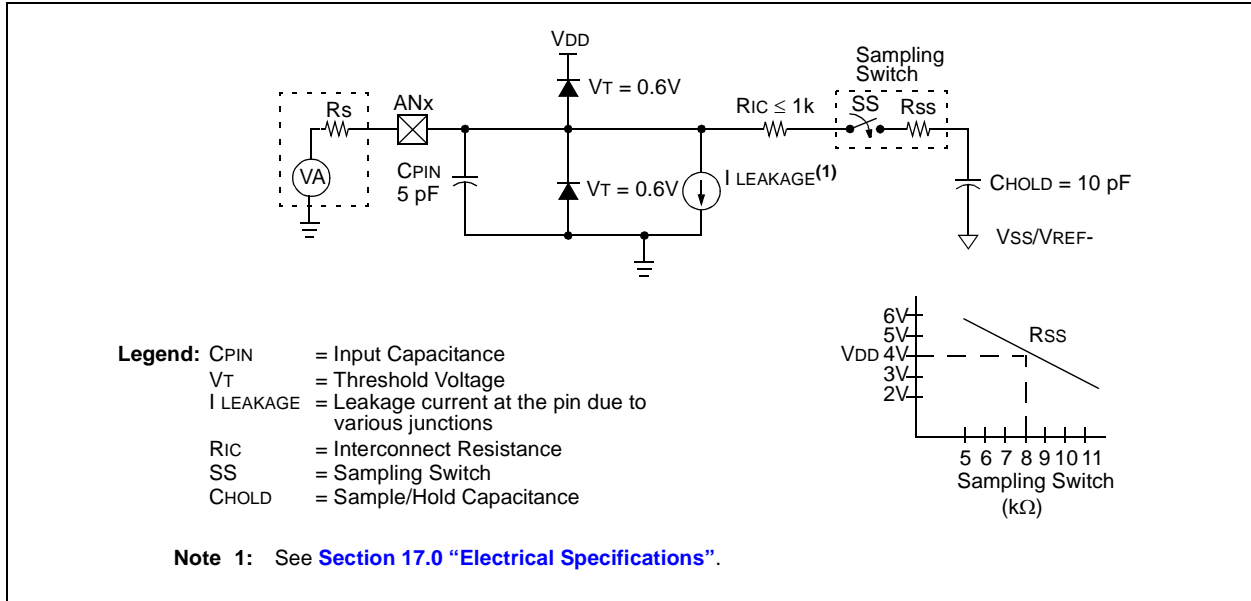 VDD
Sampling
Switch
VT = 0.6V
Rs
ANx
RIC ≤ 1k
SS
Rss
VA
CPIN
5 pF
VT = 0.6V
I LEAKAGE(1)
CHOLD = 10 pF
VSS/VREF-
6V
5V
VDD 4V
3V
2V
RSS
5 6 7 8 9 10 11
Sampling Switch
(kΩ)
Legend: CPIN = Input Capacitance
VT = Threshold Voltage
I LEAKAGE = Leakage current at the pin due to
various junctions
RIC = Interconnect Resistance
SS = Sampling Switch
CHOLD = Sample/Hold Capacitance
Note 1: See Section 17.0 “Electrical Specifications”.